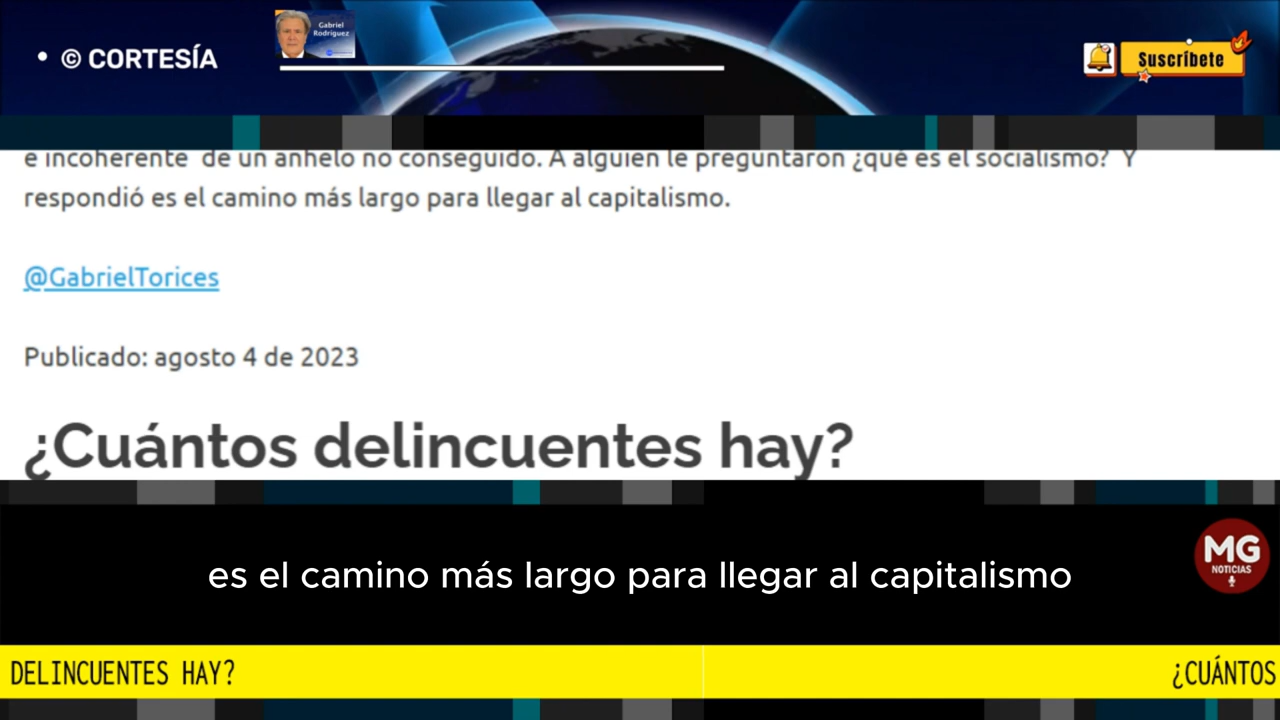 • © CORTESÍA
Gabriel
Rodríguez
Suscríbete
e incoherente de un anhelo no conseguido. A alguien le preguntaron ¿qué es el socialismo? Y
respondió es el camino más largo para llegar al capitalismo.
@GabrielTorices
Publicado: agosto 4 de 2023
¿Cuántos delincuentes hay?
es el camino más largo para llegar al capitalismo
MG
NOTICIAS
DELINCUENTES HAY?
¿CUÁNTOS